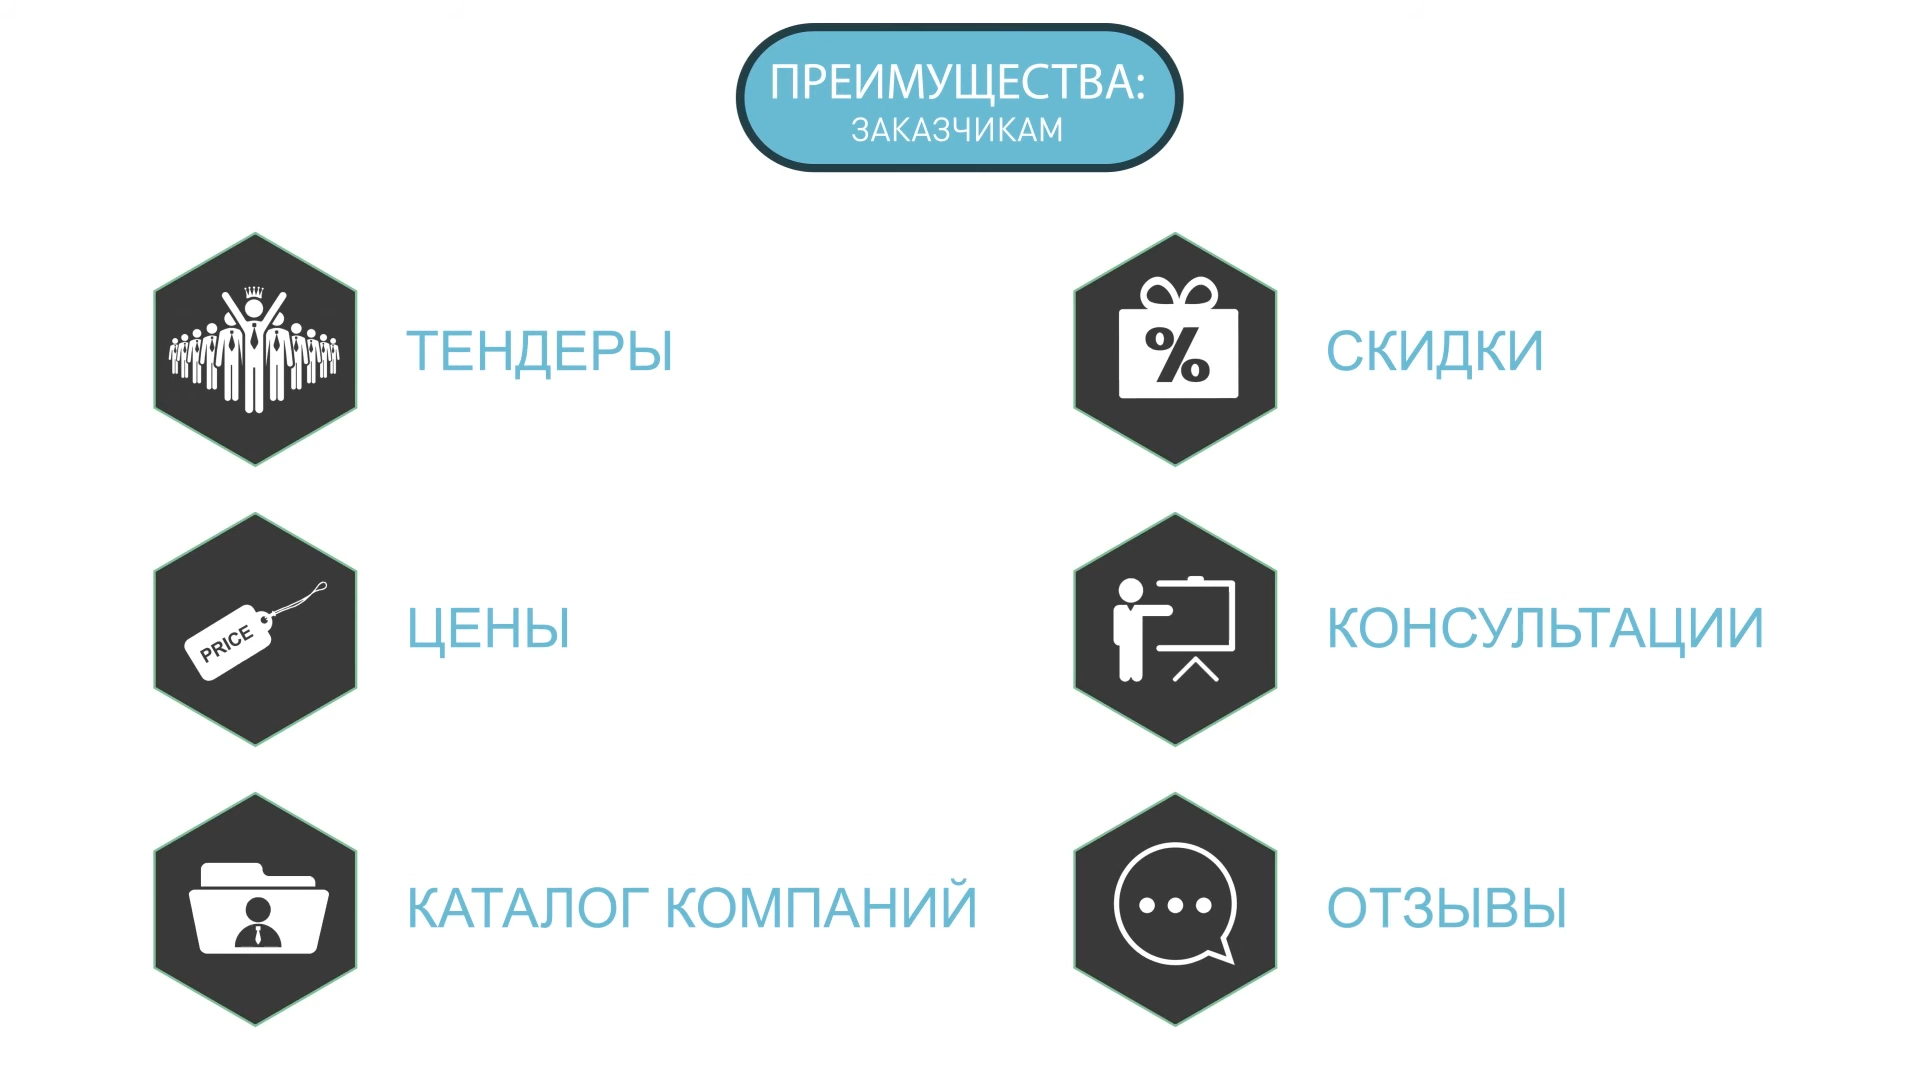 ПРЕИМУЩЕСТВА:
ЗАКАЗЧИКАМ
ТЕНДЕРЫ
%
СКИДКИ
PRICE
ЦЕНЫ
КОНСУЛЬТАЦИИ
КАТАЛОГ КОМПАНИЙ
ОТЗЫВЫ